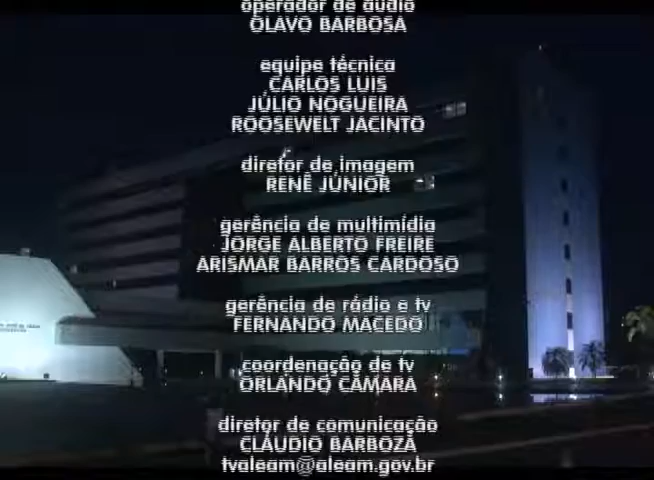 operador de áudio
OLAVO BARBOSA
equipe técnica
CARLOS LUIS
JÚLIO NOGUEIRA
ROOSEWELT JACINTO
diretor de imagem
RENÊ JÚNIOR
gerência de multimídia
JORGE ALBERTO FREIRE
ARISMAR BARROS CARDOSO
gerência de rádio e tv
FERNANDO MACEDO
coordenação de tv
ORLANDO CÂMARA
diretor de comunicação
CLÁUDIO BARBOZA
tvaleam@aleam.gov.br